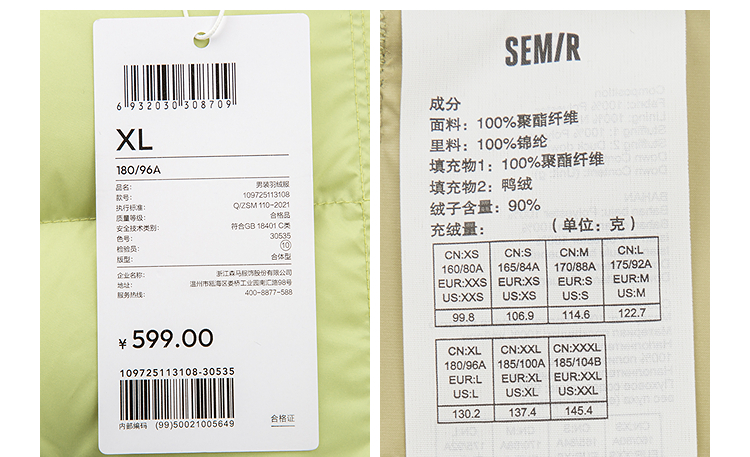 6 932030 308709
XL
180/96A
品名: 男装羽绒服
款号: 109725113108
执行标准: Q/ZSM 110-2021
质量等级: 合格品
安全技术类别: 符合GB 18401 C类
色号: 30535
检验员: 10
版型: 合体型
企业名称: 浙江森马服饰股份有限公司
地址: 温州市瓯海区娄桥工业园南汇路98号
服务热线: 400-8877-588
¥ 599.00
109725113108-30535
内部编码 (99)50021005649
合格证
SEMIR
成分
面料: 100%聚酯纤维
里料: 100%锦纶
填充物1: 100%聚酯纤维
填充物2: 鸭绒
绒子含量: 90%
充绒量: (单位: 克)
CN:XS CN:S CN:M CN:L
160/80A 165/84A 170/88A 175/92A
EUR:XXS EUR:XS EUR:S EUR:M
US:XXS US:XS US:S US:M
99.8 106.9 114.6 122.7
CN:XL CN:XXL CN:XXXL
180/96A 185/100A 185/104B
EUR:L EUR:XL EUR:XXL
US:L US:XL US:XXL
130.2 137.4 145.4